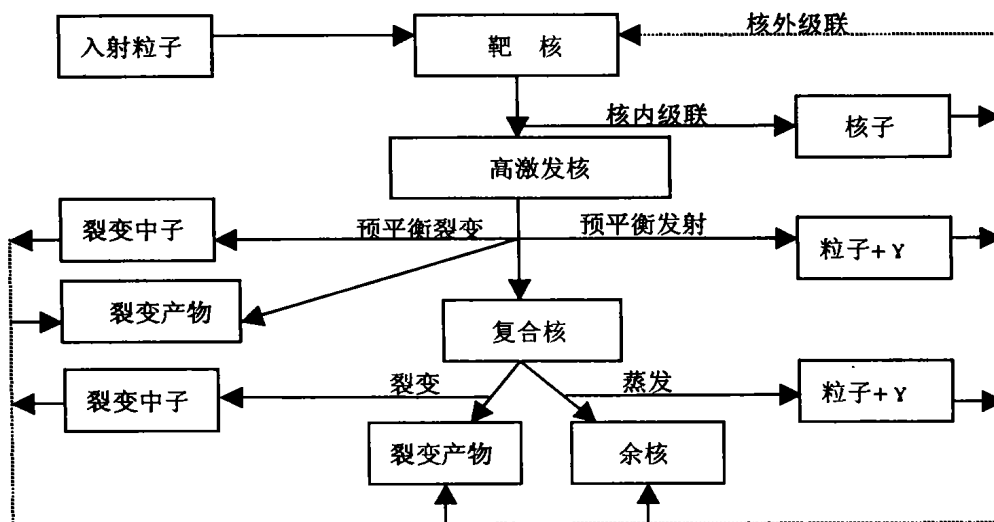 入射粒子
靶 核
核外级联
核内级联
核子
高激发核
裂变中子
预平衡裂变
预平衡发射
粒子+γ
裂变产物
复合核
裂变中子
裂变
蒸发
粒子+γ
裂变产物
余核